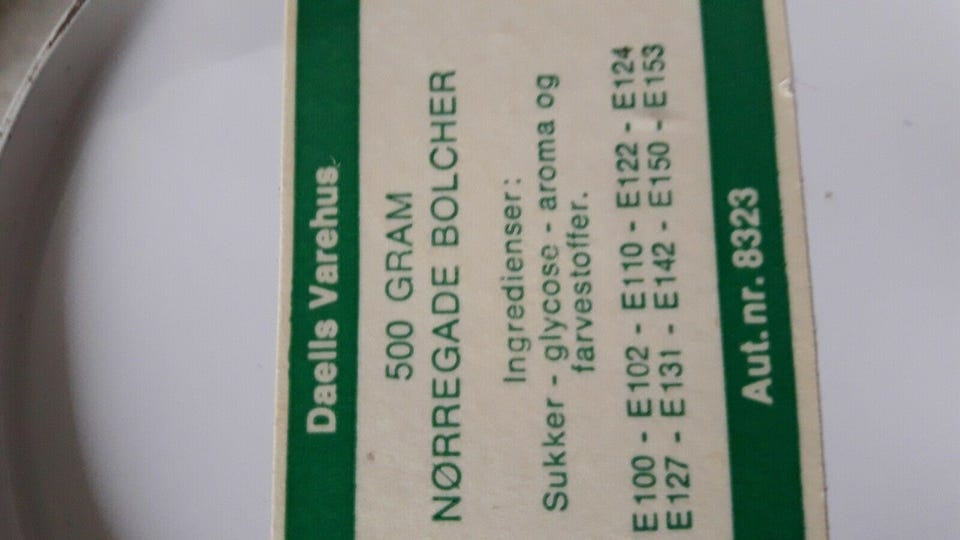 Daells Varehus
500 GRAM
NØRREGADE BOLCHER
Ingredienser:
Sukker - glycose - aroma og
farvestoffer.
E100 - E102 - E110 - E122 - E124
E127 - E131 - E142 - E150 - E153
Aut.nr. 8323